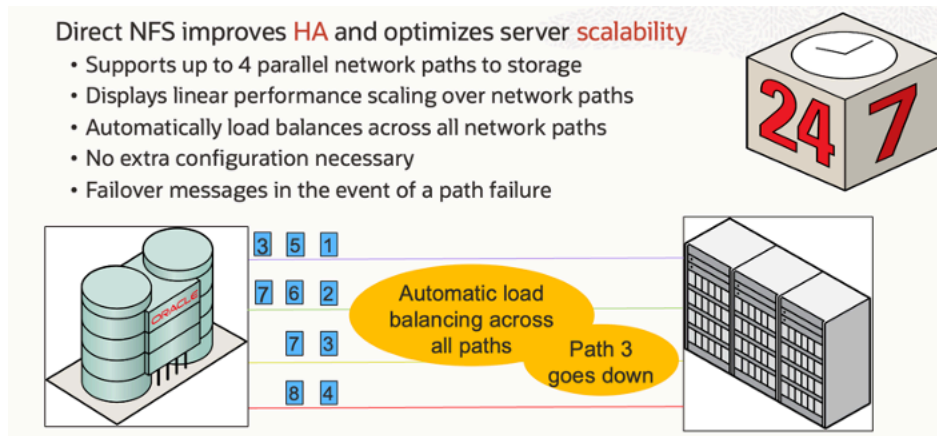 Direct NFS improves HA and optimizes server scalability
• Supports up to 4 parallel network paths to storage
• Displays linear performance scaling over network paths
• Automatically load balances across all network paths
• No extra configuration necessary
• Failover messages in the event of a path failure
24 7
3 5 1
7 6 2
7 3
8 4
ORACLE
Automatic load
balancing across
all paths
Path 3
goes down